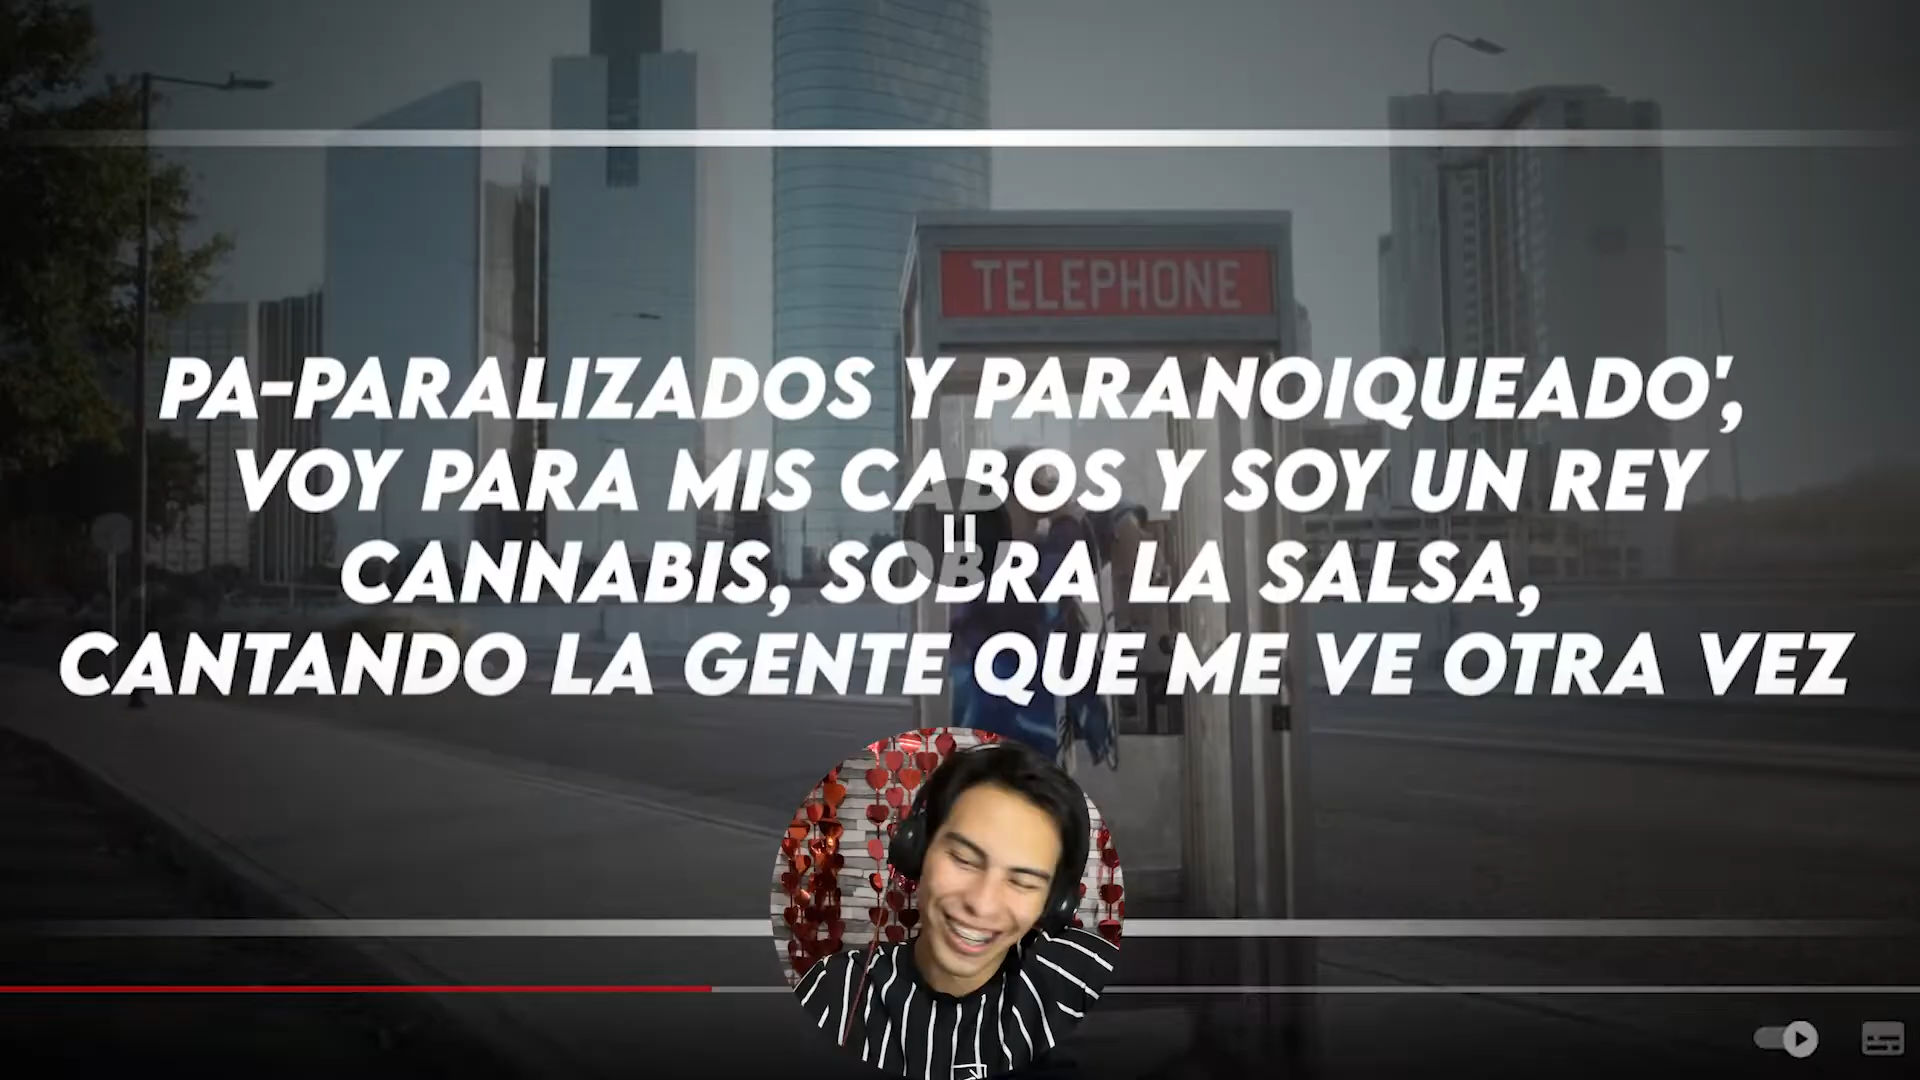 TELEPHONE
PA-PARALIZADOS Y PARANOIQUEADO',
VOY PARA MIS CABOS Y SOY UN REY
CANNABIS, SOBRA LA SALSA,
CANTANDO LA GENTE QUE ME VE OTRA VEZ